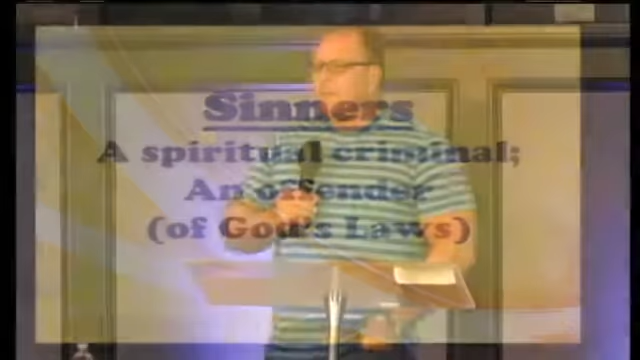 Sinners
A spiritual criminal;
An offender
(of God's Laws)